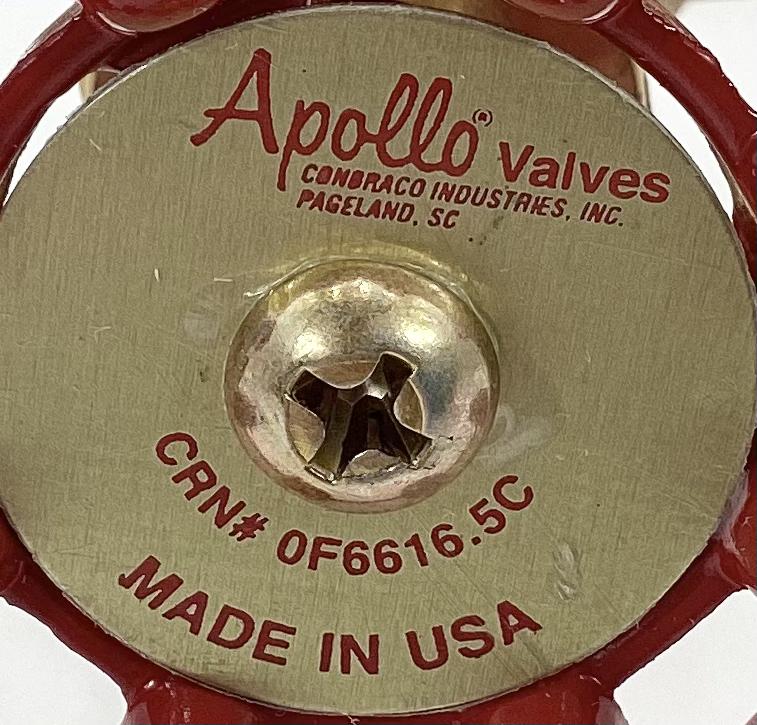 Apollo® Valves
CONBRACO INDUSTRIES, INC.
PAGELAND, SC
CRN# 0F6616.5C
MADE IN USA